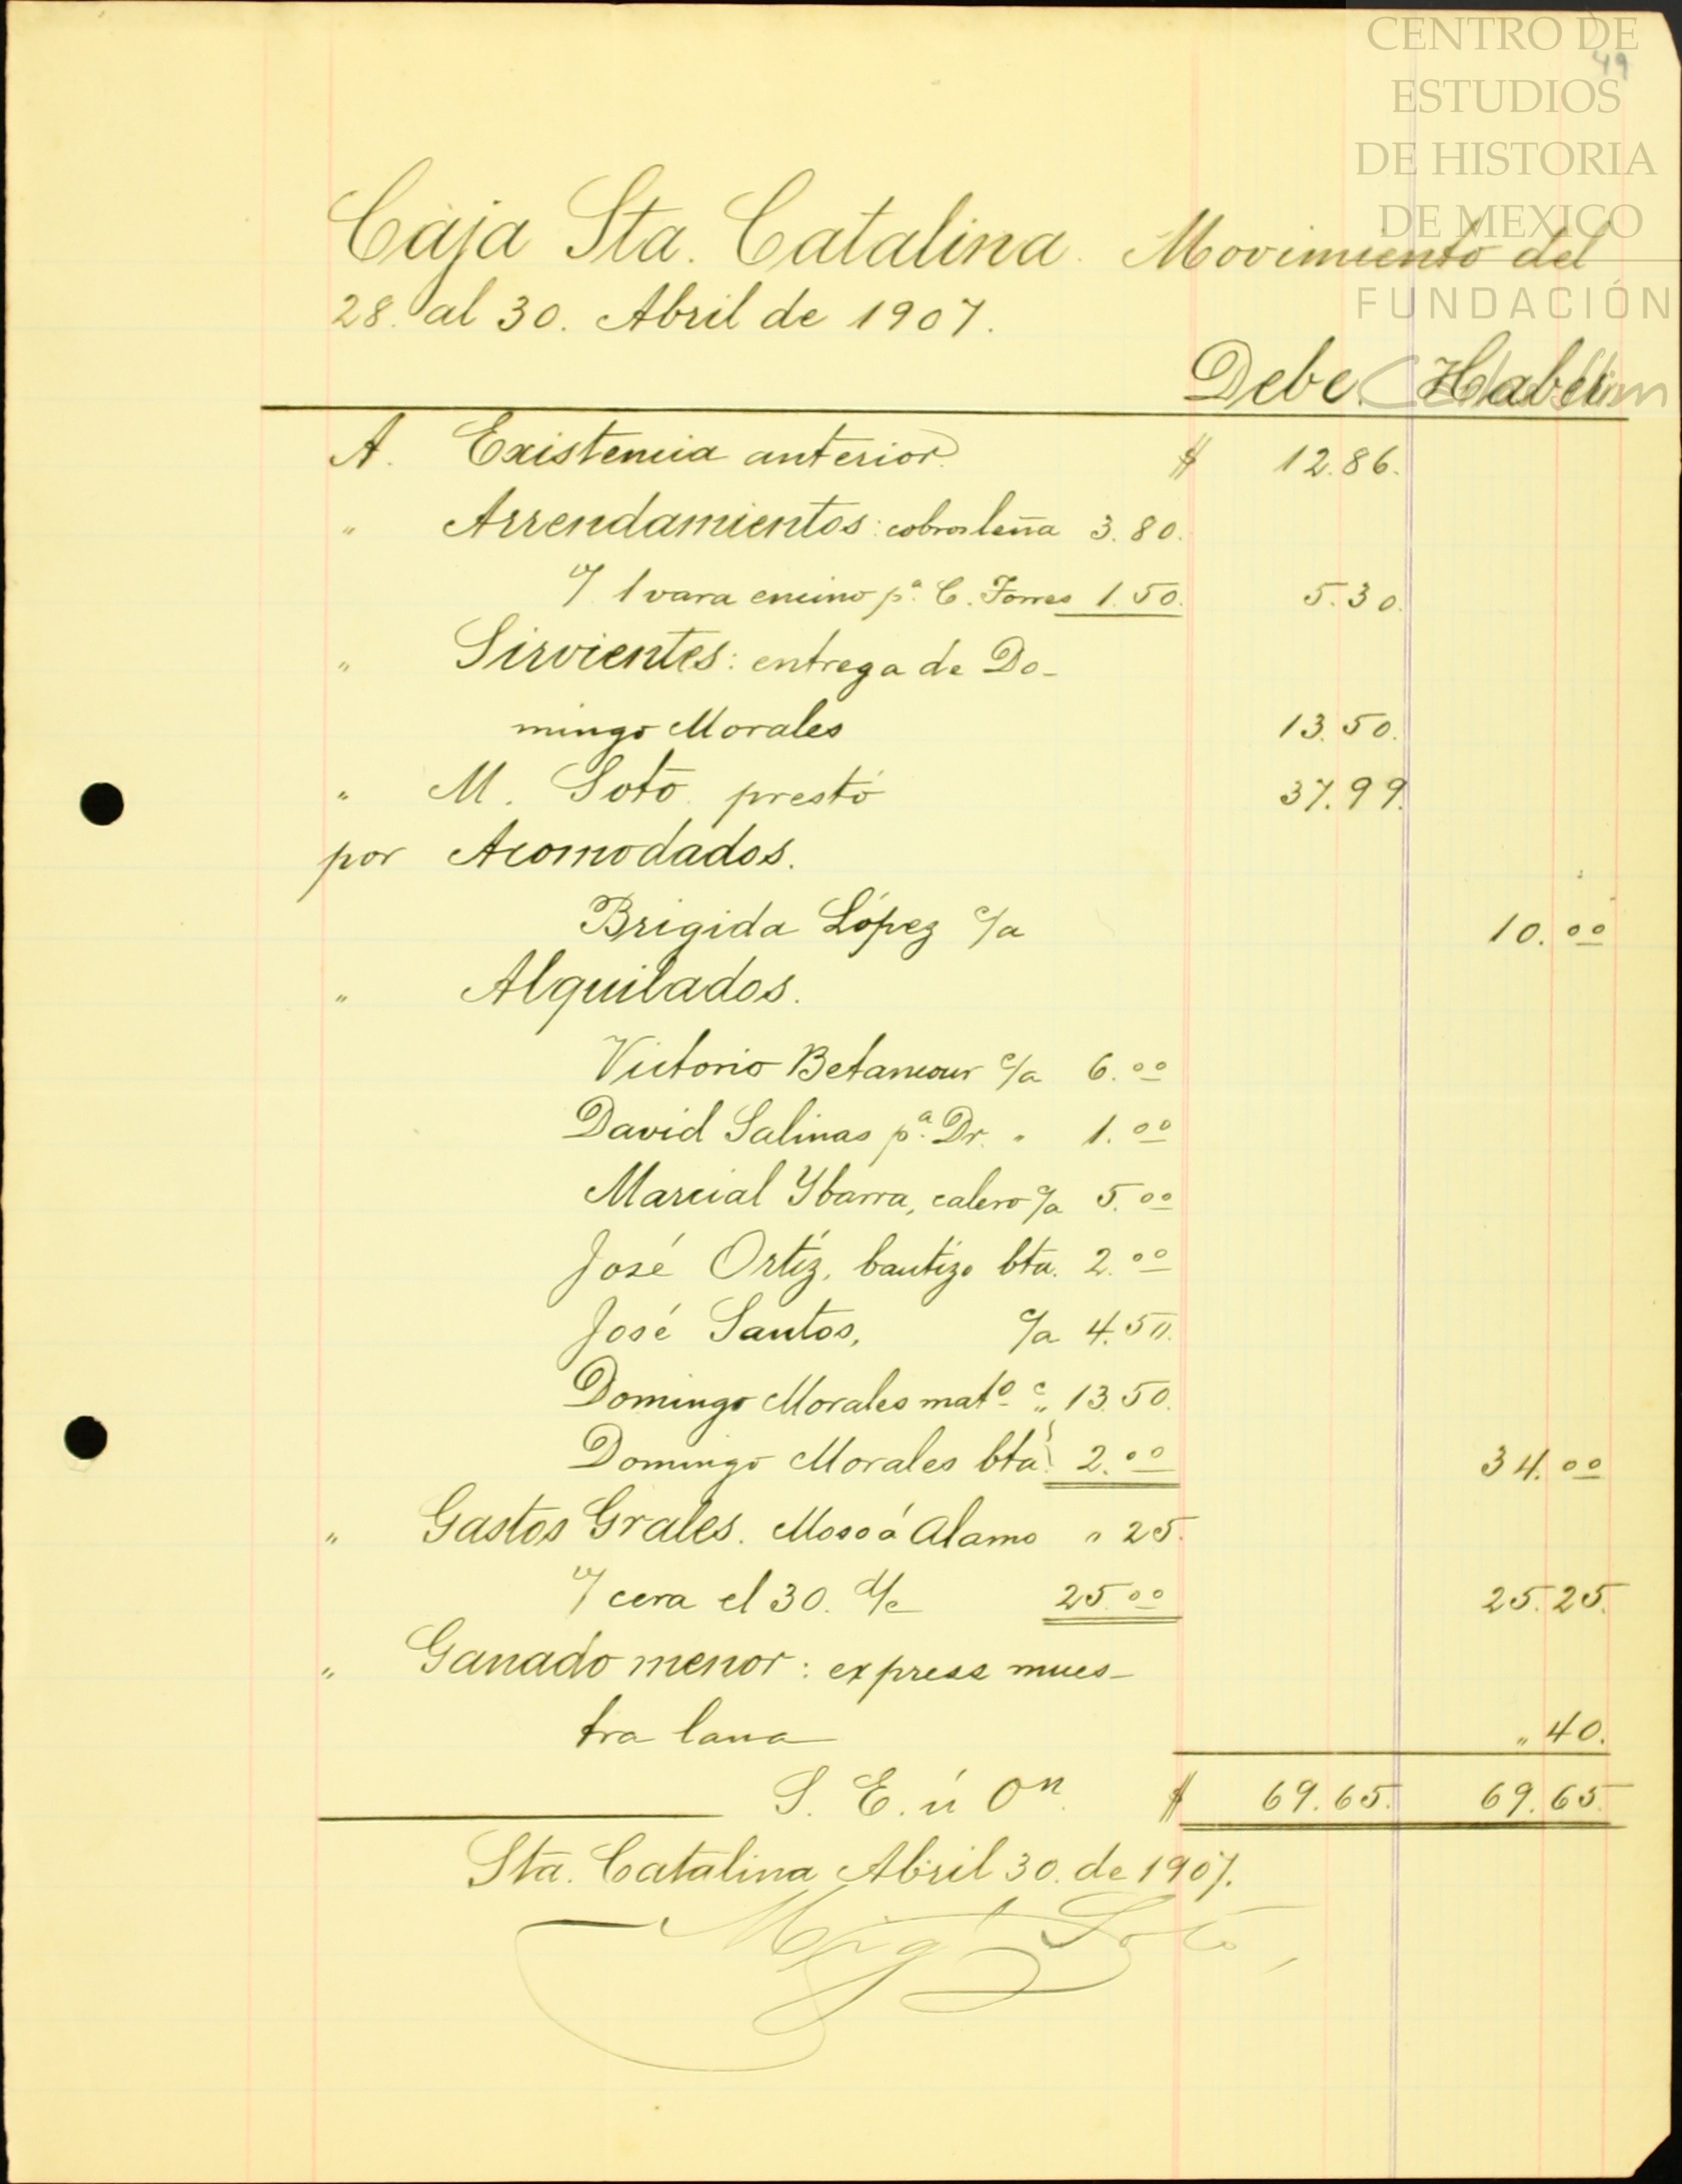 CENTRO DE
ESTUDIOS
DE HISTORIA
DE MEXICO
FUNDACIÓN
49
Caja Sta. Catalina. Movimiento del
28. al 30. Abril de 1907.
Debe. Haber.
A. Existencia anterior. $ 12.86.
" Arrendamientos: cobros leña 3.80.
"/ 1 vara encino pª. C. Torres 1.50. 5.30.
" Sirvientes: entrega de Do-
mingo Morales 13.50.
" M. Soto. prestó 37.99.
por Acomodados.
Brigida López c/a 10.00
" Alquilados.
Victorio Betancour c/a 6.00
David Salinas pª. Dr. " 1.00
Marcial Ybarra, calero c/a 5.00
José Ortíz, bautizo bta. 2.00
José Santos, c/a 4.50.
Domingo Morales matº c " 13.50.
Domingo Morales bta. 2.00 34.00
" Gastos Grales. Moso á Alamo " 25.
"/ cera el 30. 25.00 25.25.
" Ganado menor: express mues-
tra lana " 40.
S. E. ú On. $ 69.65. 69.65.
Sta. Catalina Abril 30. de 1907.
Mig Soto